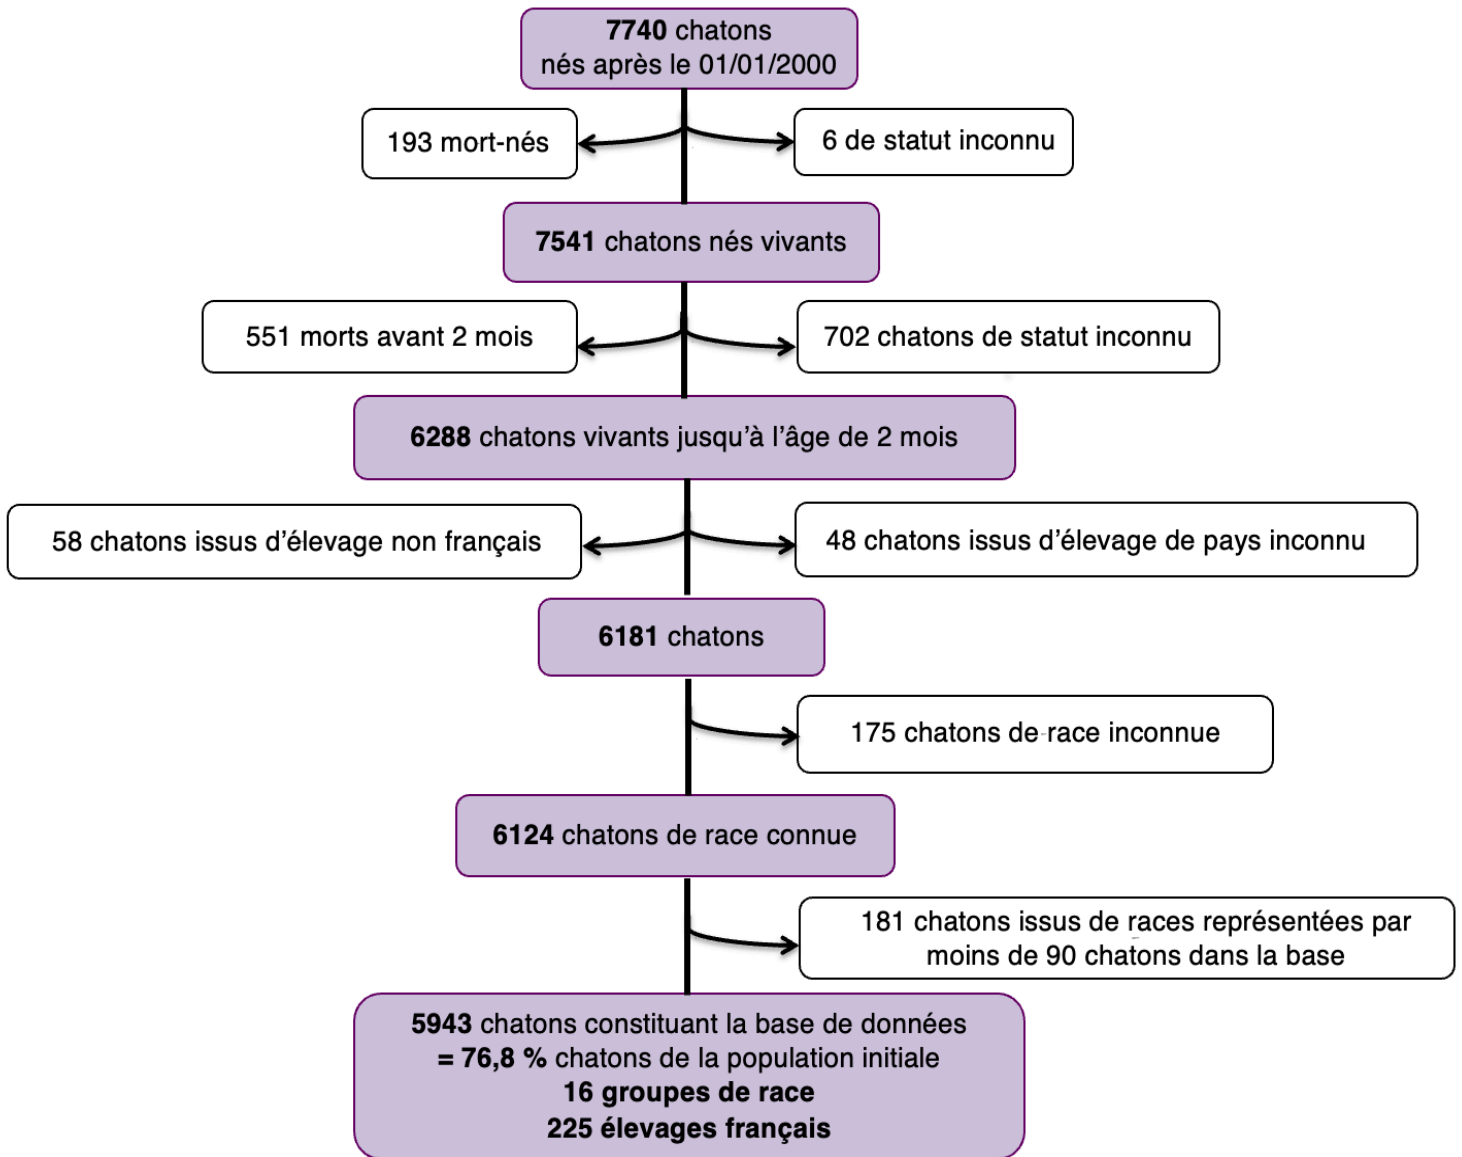 7740 chatons
nés après le 01/01/2000
193 mort-nés
6 de statut inconnu
7541 chatons nés vivants
551 morts avant 2 mois
702 chatons de statut inconnu
6288 chatons vivants jusqu’à l’âge de 2 mois
58 chatons issus d’élevage non français
48 chatons issus d’élevage de pays inconnu
6181 chatons
175 chatons de race inconnue
6124 chatons de race connue
181 chatons issus de races représentées par
moins de 90 chatons dans la base
5943 chatons constituant la base de données
= 76,8 % chatons de la population initiale
16 groupes de race
225 élevages français